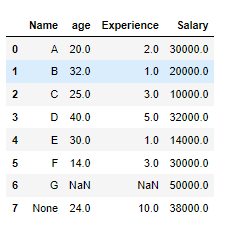 Name age Experience Salary
0 A 20.0 2.0 30000.0
1 B 32.0 1.0 20000.0
2 C 25.0 3.0 10000.0
3 D 40.0 5.0 32000.0
4 E 30.0 1.0 14000.0
5 F 14.0 3.0 30000.0
6 G NaN NaN 50000.0
7 None 24.0 10.0 38000.0